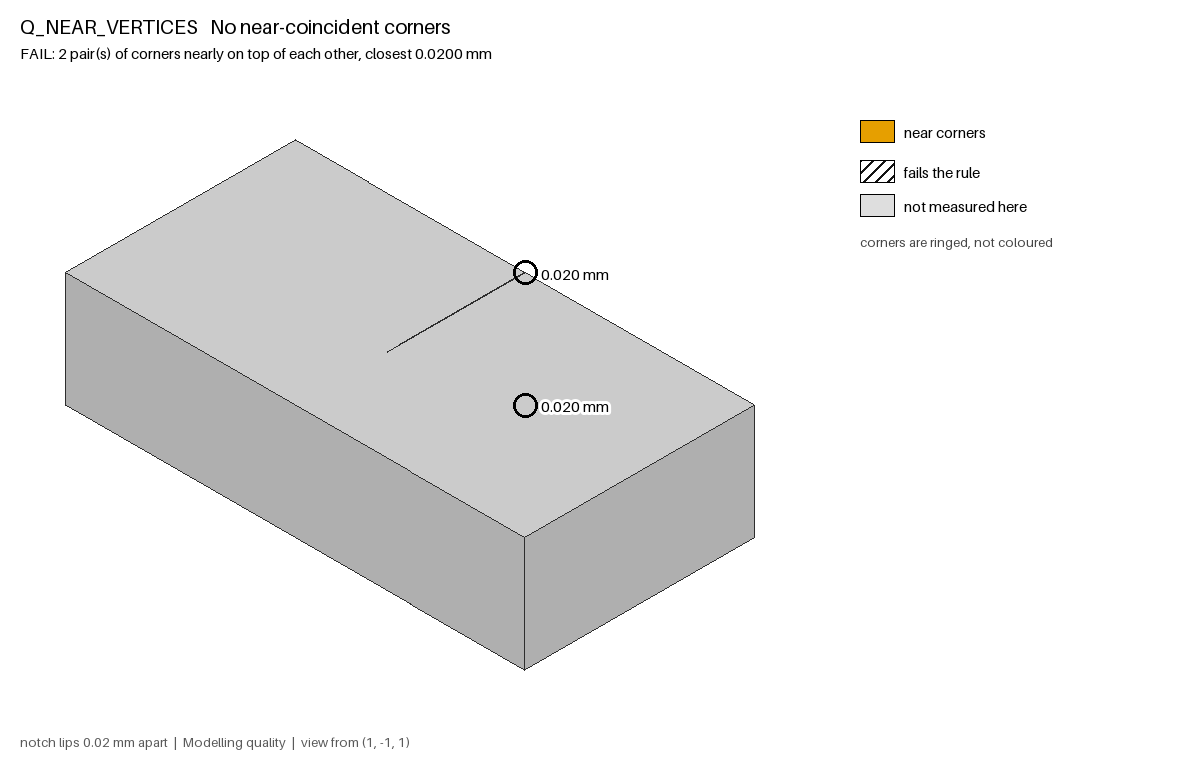 Q_NEAR_VERTICES No near-coincident corners
FAIL: 2 pair(s) of corners nearly on top of each other, closest 0.0200 mm
near corners
fails the rule
not measured here
corners are ringed, not coloured
0.020 mm
0.020 mm
notch lips 0.02 mm apart | Modelling quality | view from (1, -1, 1)